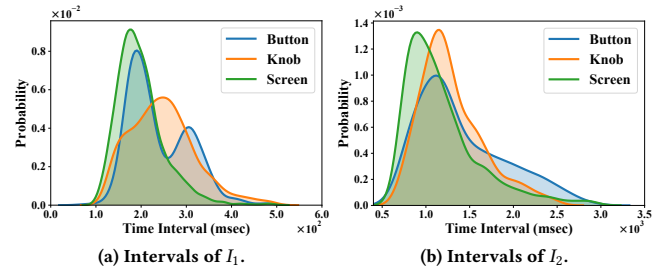 ×10⁻²
Button
Knob
Screen
Probability
0.8
0.6
0.4
0.2
0.0
0.0 1.0 2.0 3.0 4.0 5.0 6.0
Time Interval (msec) ×10²
(a) Intervals of I₁.
×10⁻³
Button
Knob
Screen
Probability
1.4
1.2
1.0
0.8
0.6
0.4
0.2
0.0
0.5 1.0 1.5 2.0 2.5 3.0 3.5
Time Interval (msec) ×10³
(b) Intervals of I₂.